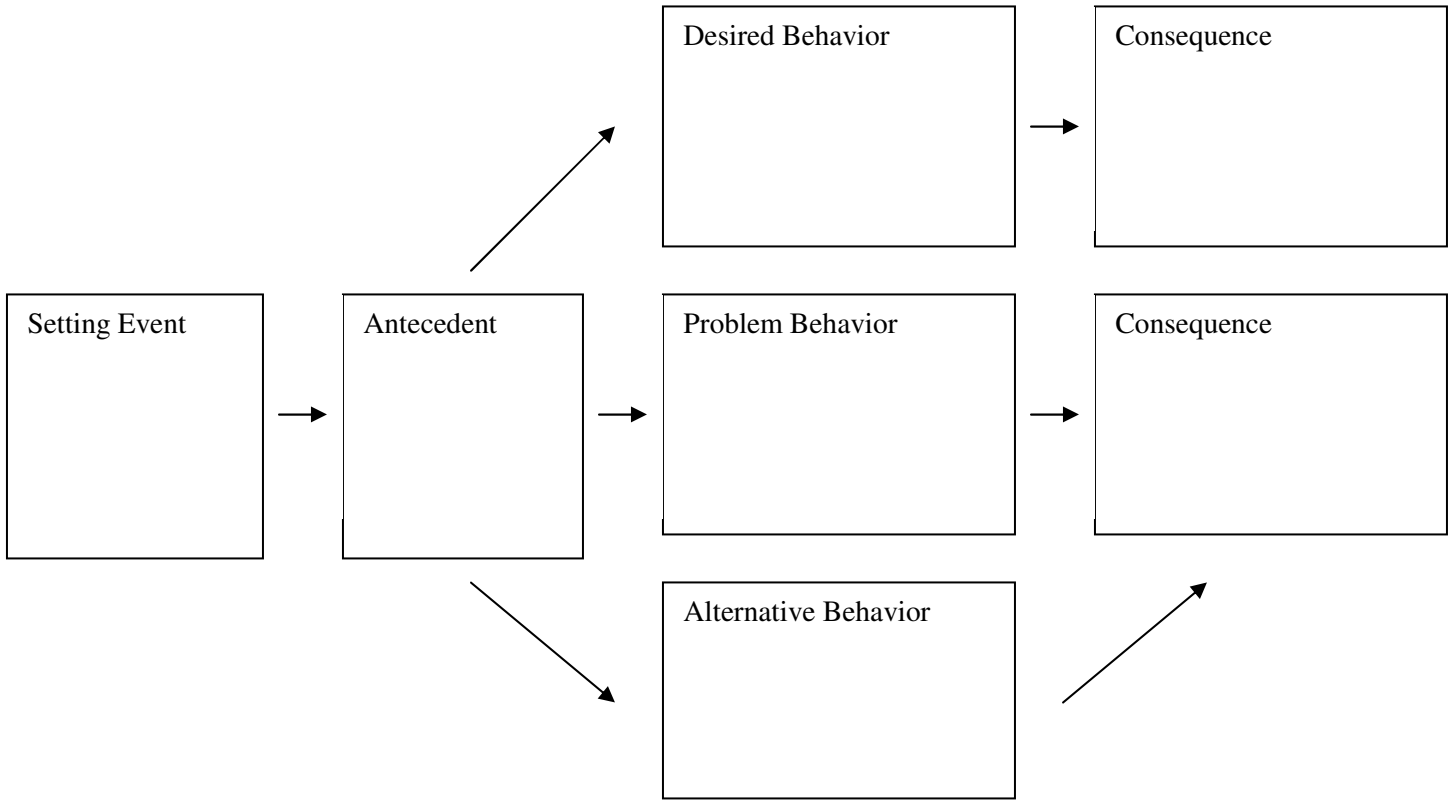 Desired Behavior
Consequence
Setting Event
Antecedent
Problem Behavior
Consequence
Alternative Behavior